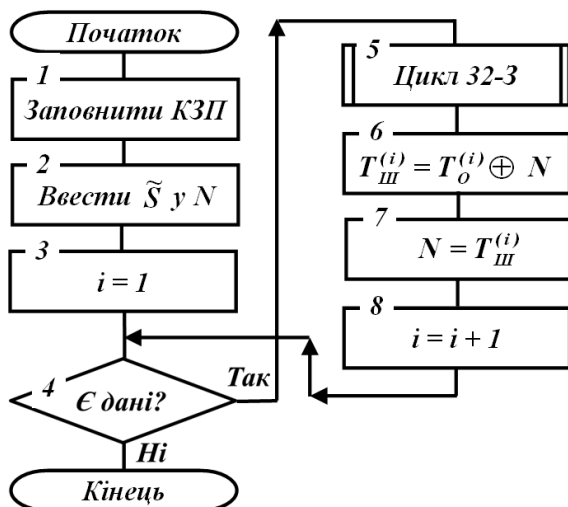 Початок
1
Заповнити КЗП
2
Ввести S̃ у N
3
i = 1
4
Є дані?
Так
Ні
Кінець
5
Цикл 32-З
6
T_Ш^(i) = T_О^(i) ⊕ N
7
N = T_Ш^(i)
8
i = i + 1